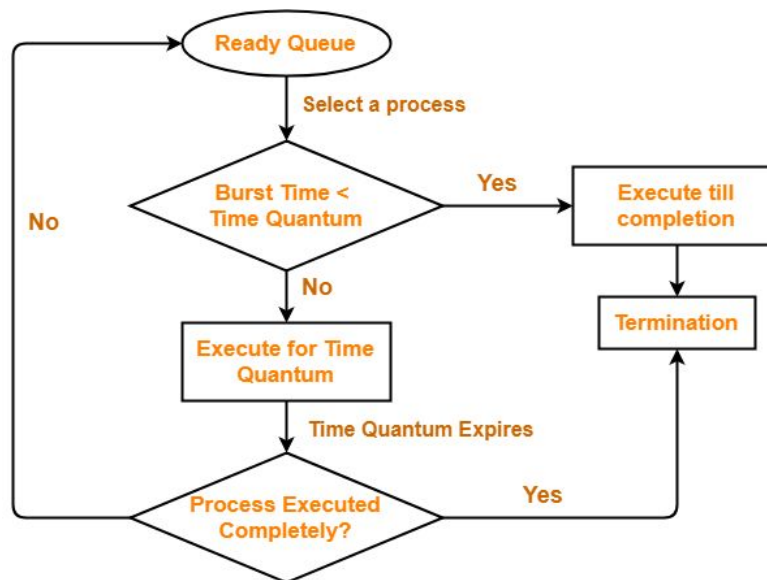 Ready Queue
Select a process
Burst Time <
Time Quantum
Yes
Execute till
completion
No
No
Termination
Execute for Time
Quantum
Time Quantum Expires
Process Executed
Completely?
Yes